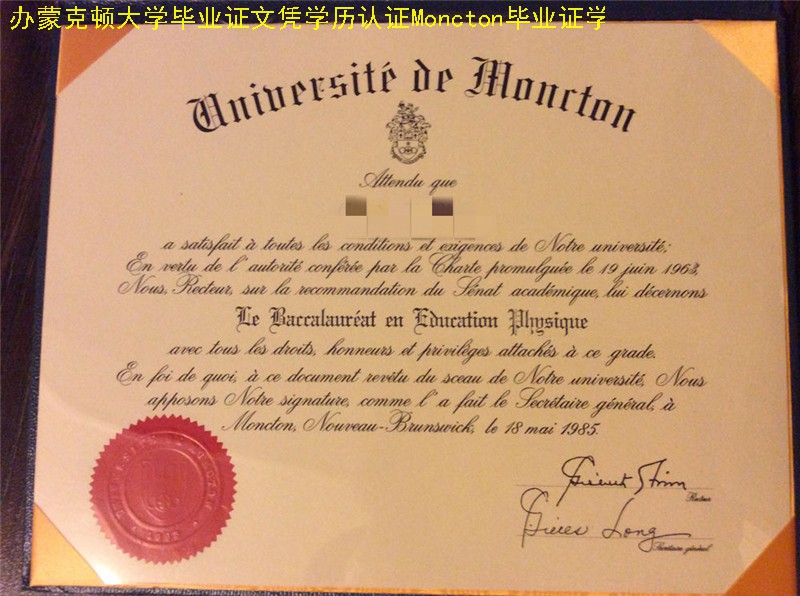 办蒙克顿大学毕业证文凭学历认证Moncton毕业证学
Université de Moncton
Attendu que
a satisfait à toutes les conditions et exigences de Notre université;
En vertu de l'autorité conférée par la Charte promulguée le 19 juin 1963,
Nous, Recteur, sur la recommandation du Sénat académique, lui décernons
Le Baccalauréat en Education Physique
avec tous les droits, honneurs et privilèges attachés à ce grade.
En foi de quoi, à ce document revêtu du sceau de Notre université, Nous
apposons Notre signature, comme l'a fait le Secrétaire général, à
Moncton, Nouveau-Brunswick, le 18 mai 1985.
Recteur
Gilles Long
Secrétaire général